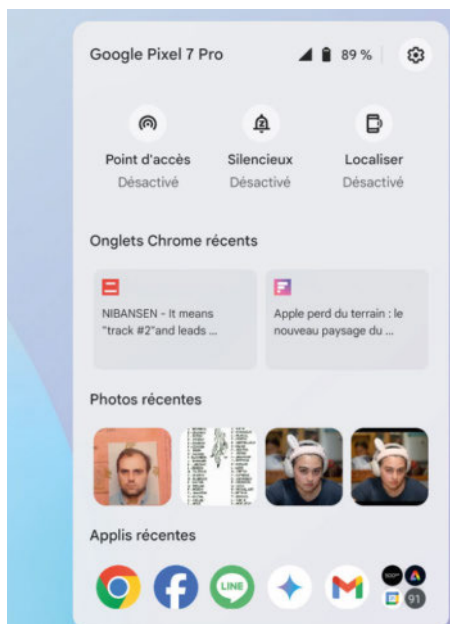 Google Pixel 7 Pro 89 %
Point d'accès Silencieux Localiser
Désactivé Désactivé Désactivé
Onglets Chrome récents
NIBANSEN - It means
"track #2"and leads ...
Apple perd du terrain : le
nouveau paysage du ...
Photos récentes
Applis récentes
LINE
91